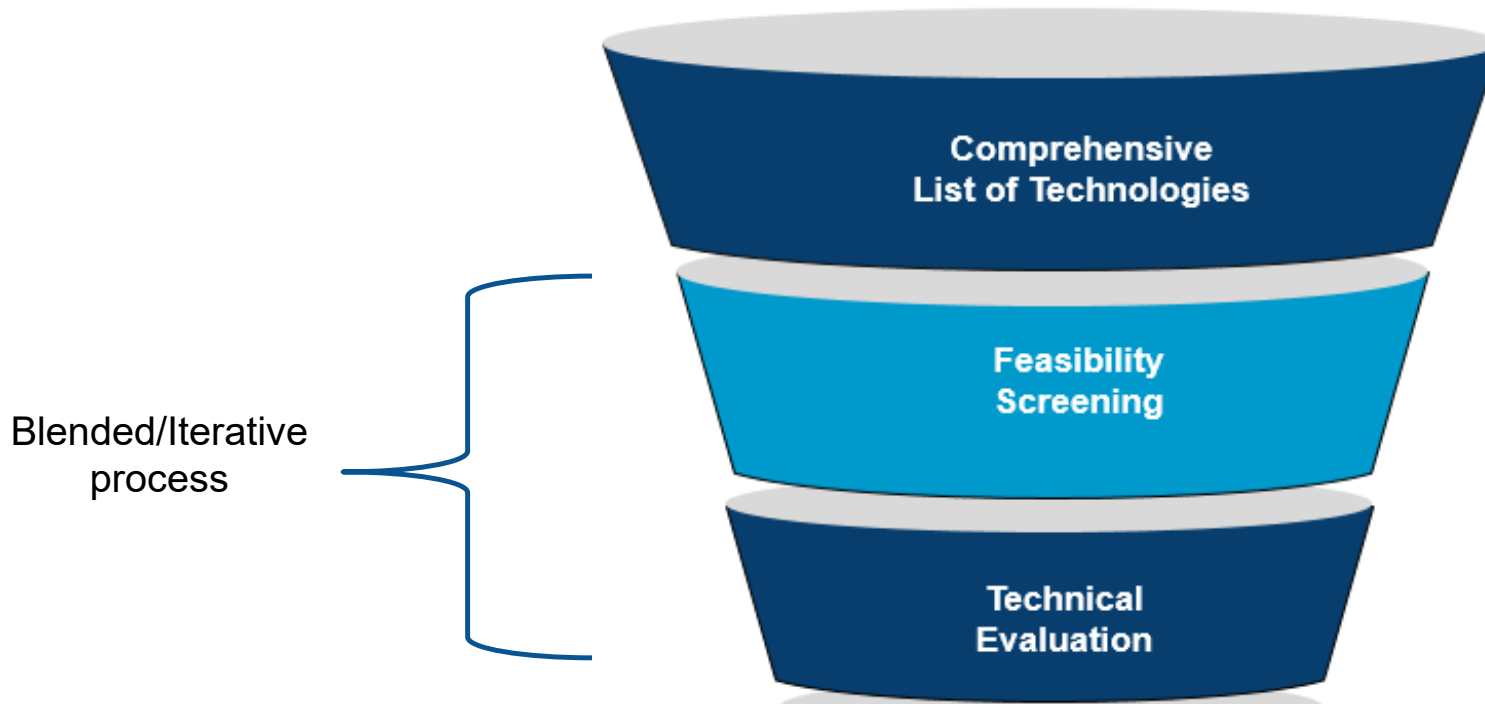 Comprehensive
List of Technologies
Feasibility
Screening
Blended/Iterative
process
Technical
Evaluation